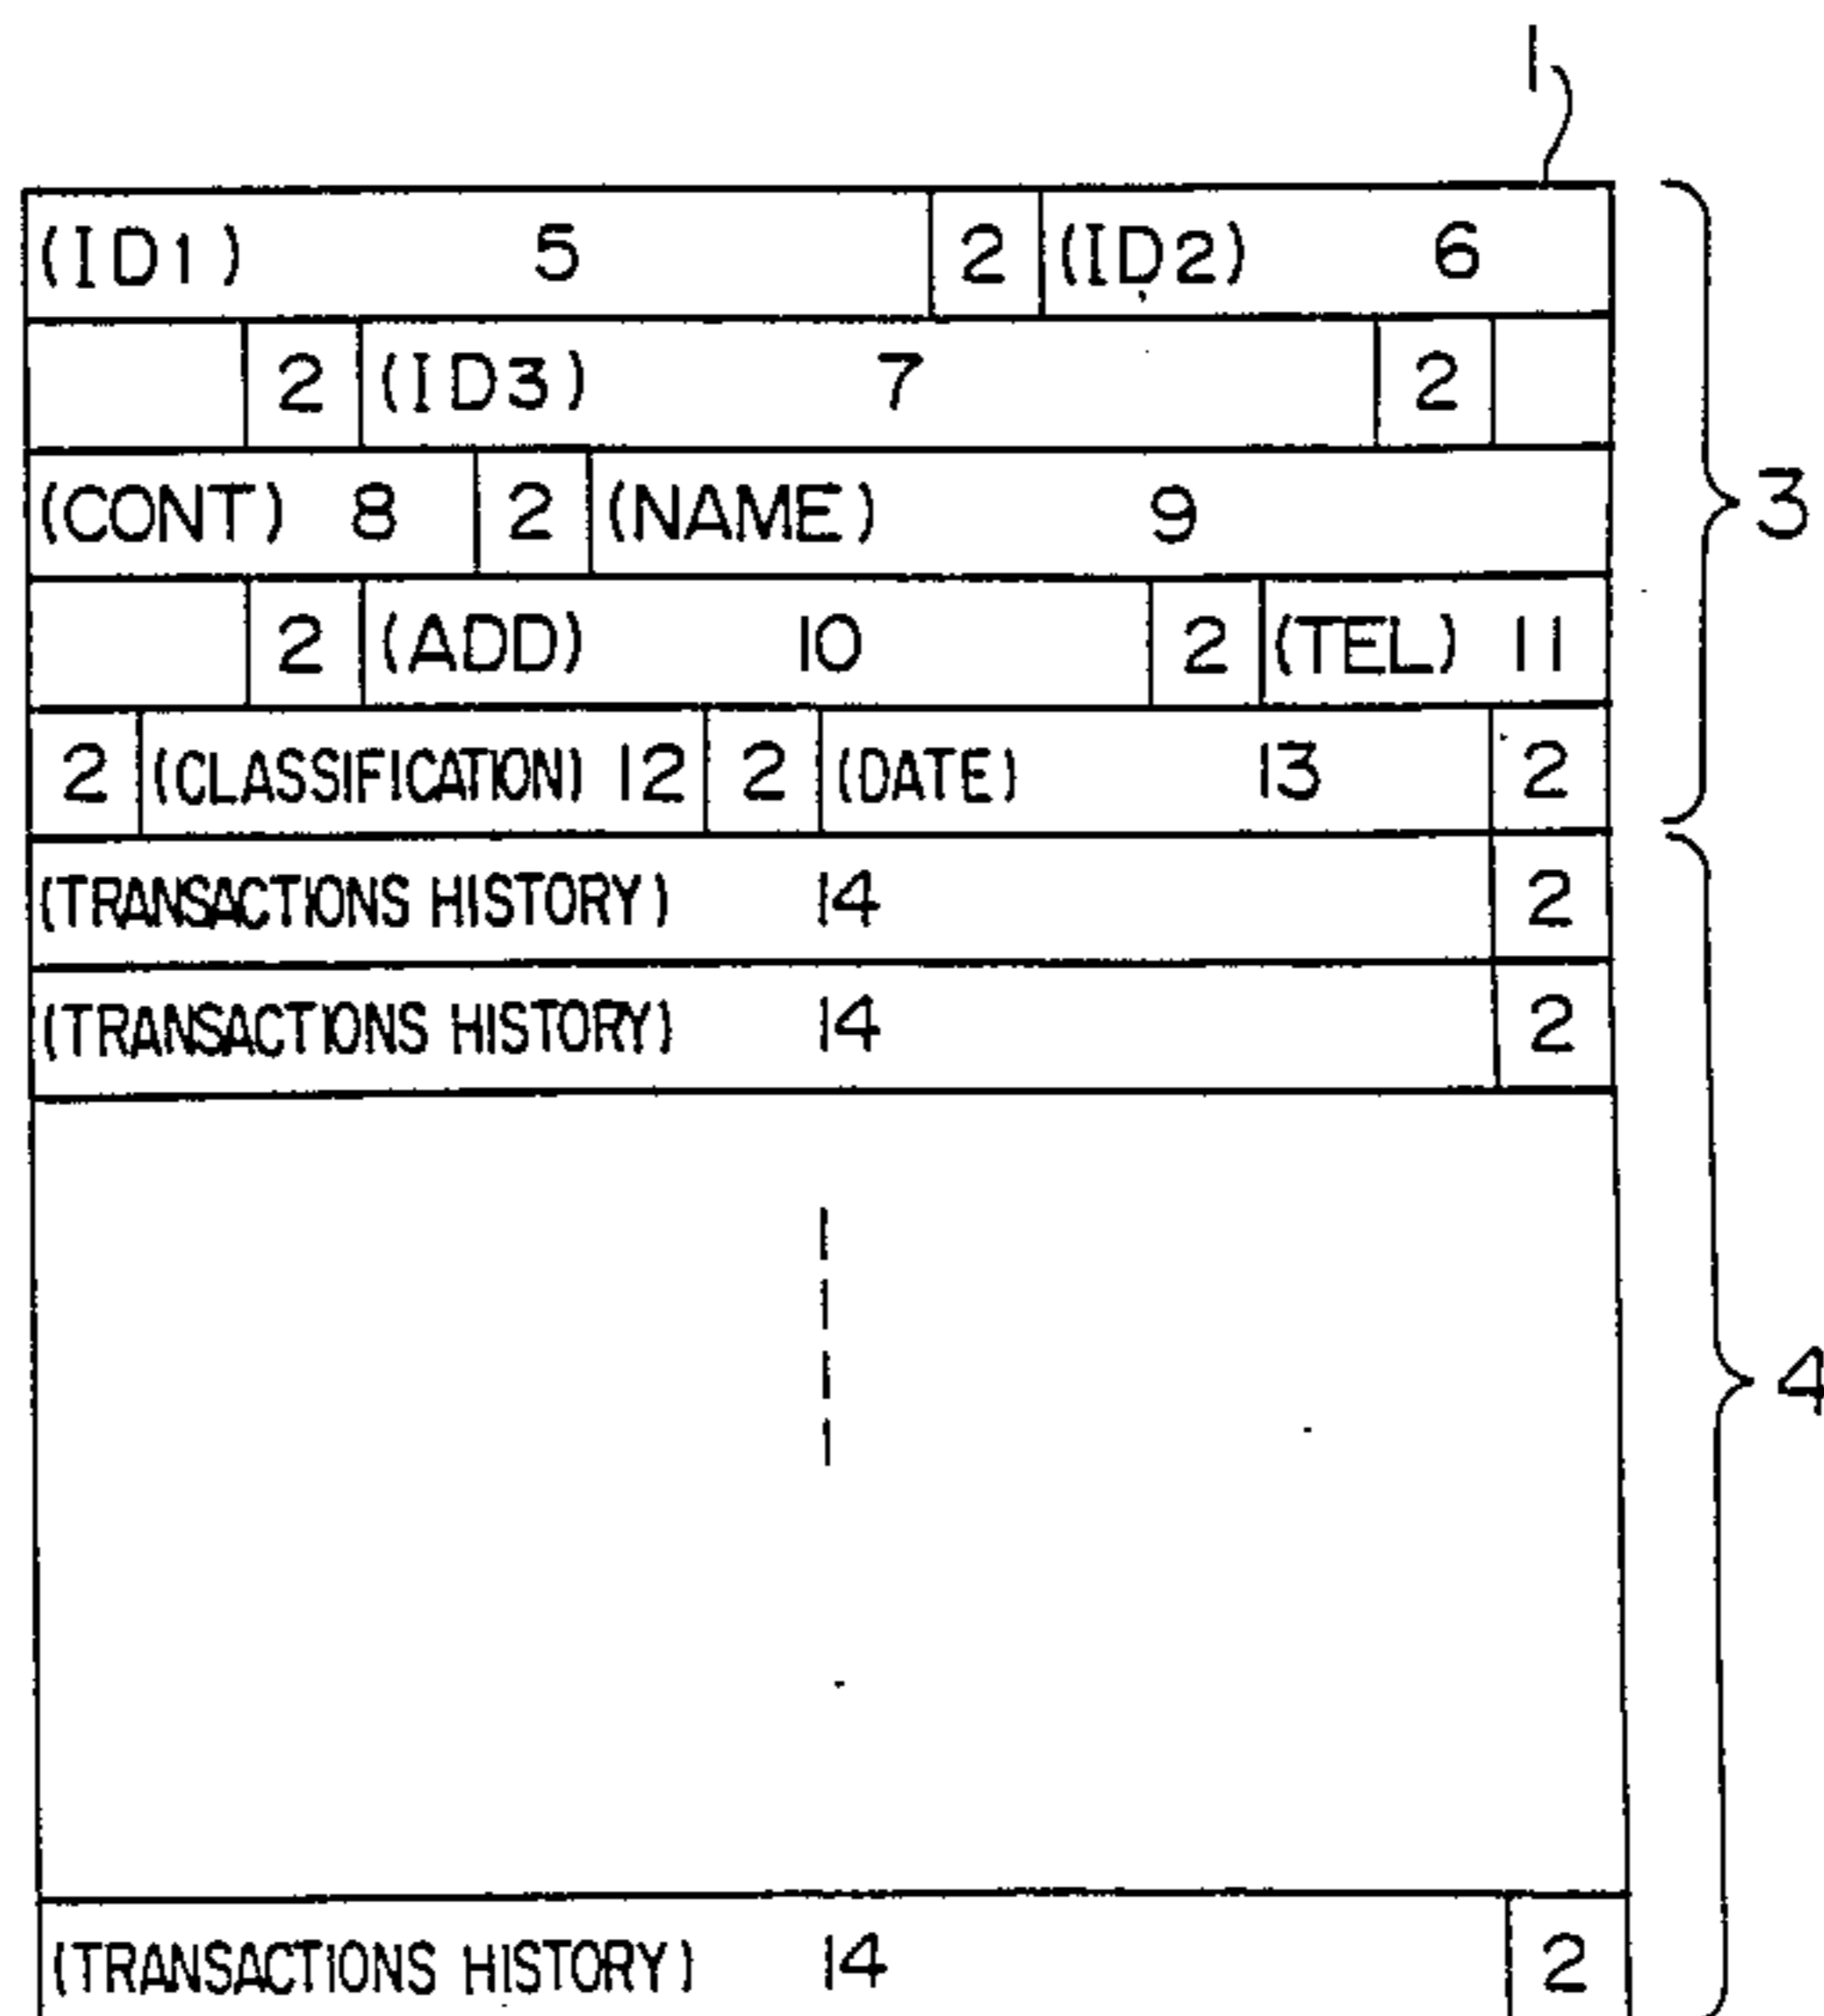 1
(ID1) 5 2 (ID2) 6
2 (ID3) 7 2
(CONT) 8 2 (NAME) 9
3
2 (ADD) 10 2 (TEL) 11
2 (CLASSIFICATION) 12 2 (DATE) 13 2
(TRANSACTIONS HISTORY) 14 2
(TRANSACTIONS HISTORY) 14 2
4
(TRANSACTIONS HISTORY) 14 2